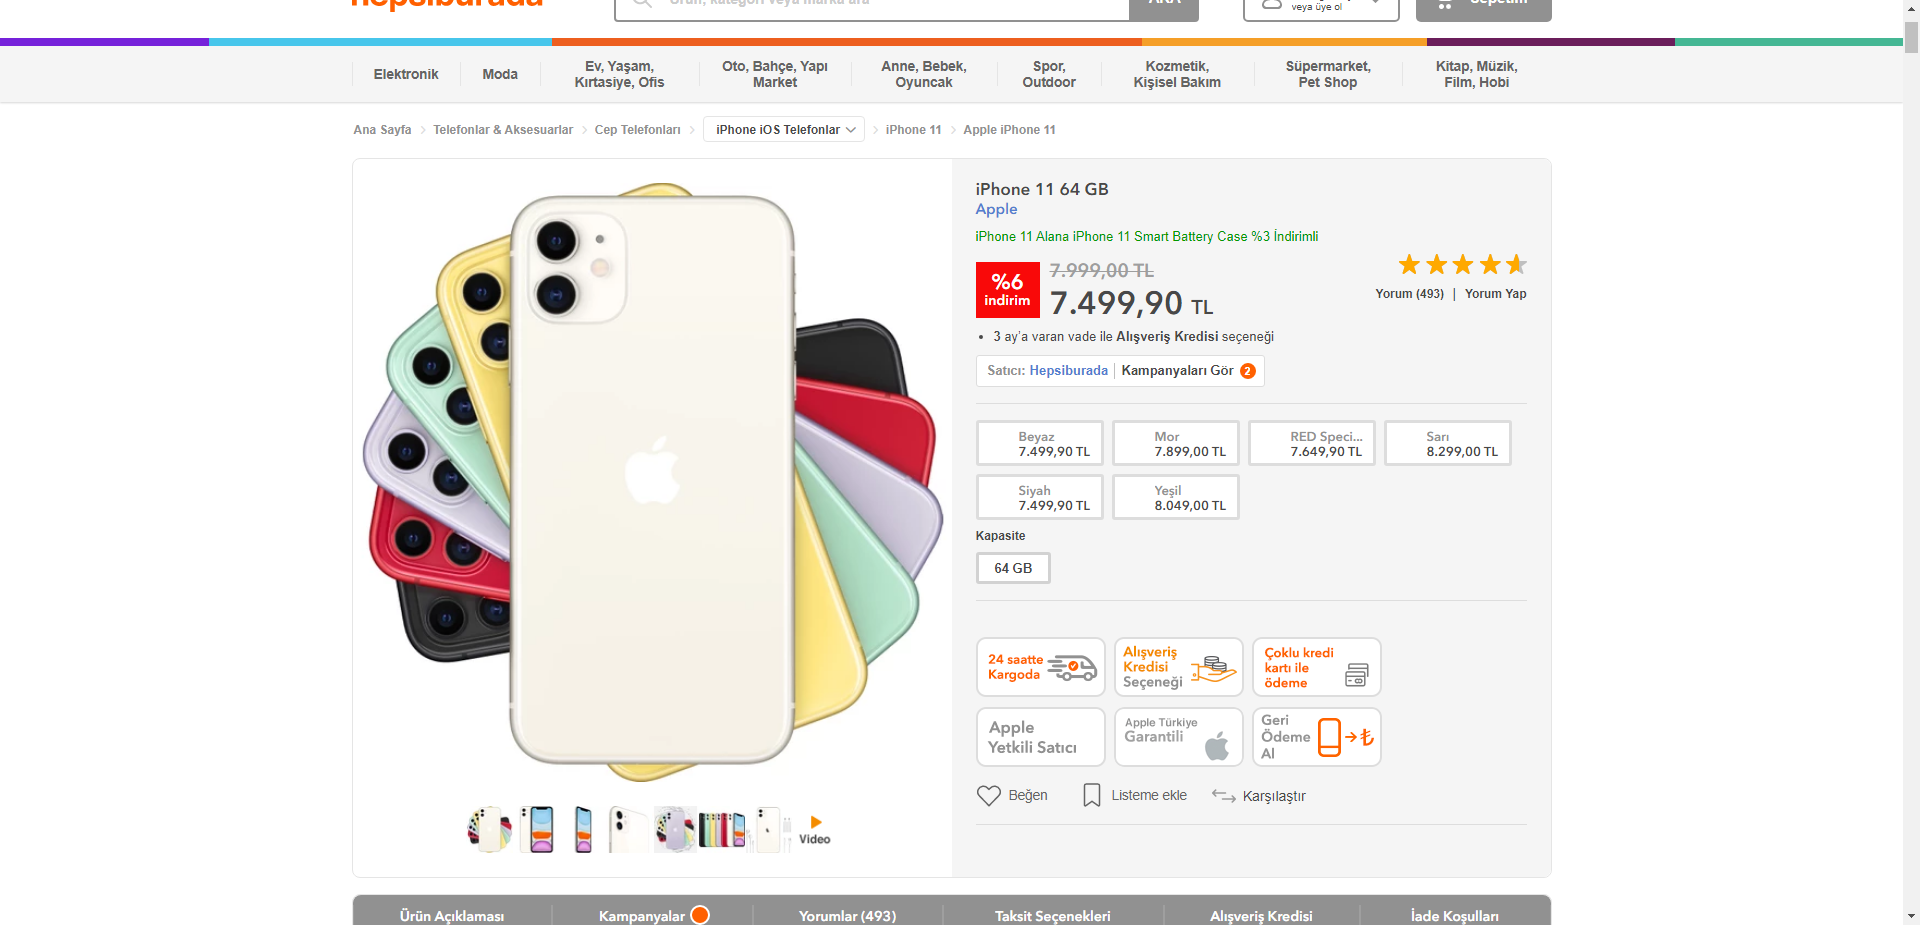 hepsiburada
Ürün, kategori veya marka ara
ARA
veya üye ol
Sepetim
Elektronik
Moda
Ev, Yaşam,
Kırtasiye, Ofis
Oto, Bahçe, Yapı
Market
Anne, Bebek,
Oyuncak
Spor,
Outdoor
Kozmetik,
Kişisel Bakım
Süpermarket,
Pet Shop
Kitap, Müzik,
Film, Hobi
Ana Sayfa
Telefonlar & Aksesuarlar
Cep Telefonları
iPhone iOS Telefonlar
iPhone 11
Apple iPhone 11
iPhone 11 64 GB
Apple
iPhone 11 Alana iPhone 11 Smart Battery Case %3 İndirimli
%6
indirim
7.999,00 TL
7.499,90 TL
Yorum (493) | Yorum Yap
3 ay'a varan vade ile Alışveriş Kredisi seçeneği
Satıcı: Hepsiburada
Kampanyaları Gör 2
Beyaz
7.499,90 TL
Mor
7.899,00 TL
RED Speci...
7.649,90 TL
Sarı
8.299,00 TL
Siyah
7.499,90 TL
Yeşil
8.049,00 TL
Kapasite
64 GB
24 saatte
Kargoda
Alışveriş
Kredisi
Seçeneği
Çoklu kredi
kartı ile
ödeme
Apple
Yetkili Satıcı
Apple Türkiye
Garantili
Geri
Ödeme
Al
Beğen
Listeme ekle
Karşılaştır
Video
Ürün Açıklaması
Kampanyalar
Yorumlar (493)
Taksit Seçenekleri
Alışveriş Kredisi
İade Koşulları